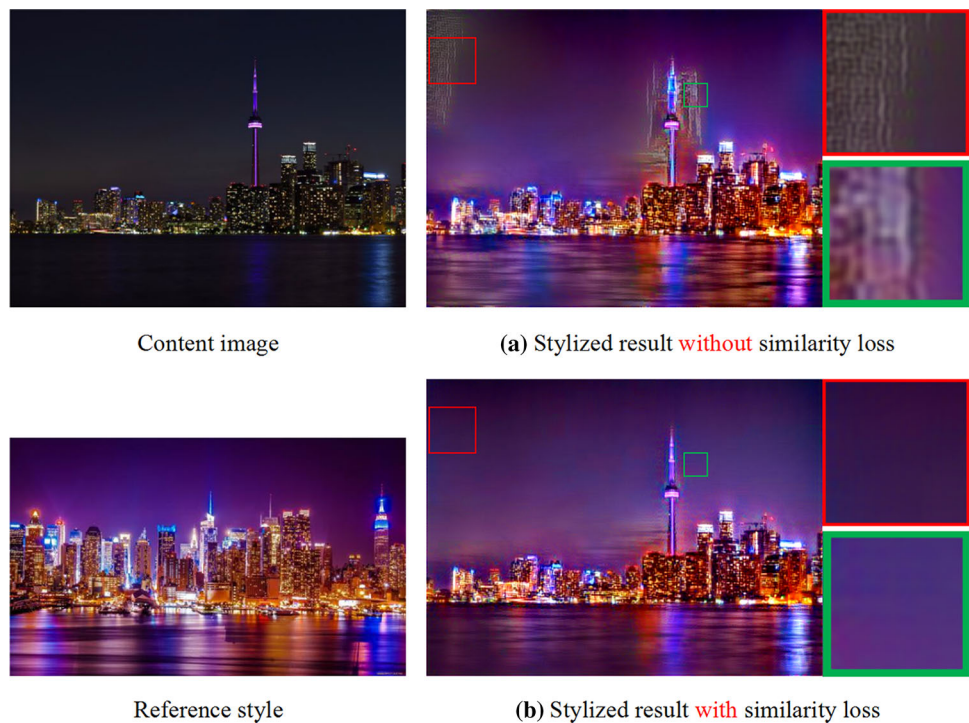 Content image
(a) Stylized result without similarity loss
Reference style
(b) Stylized result with similarity loss